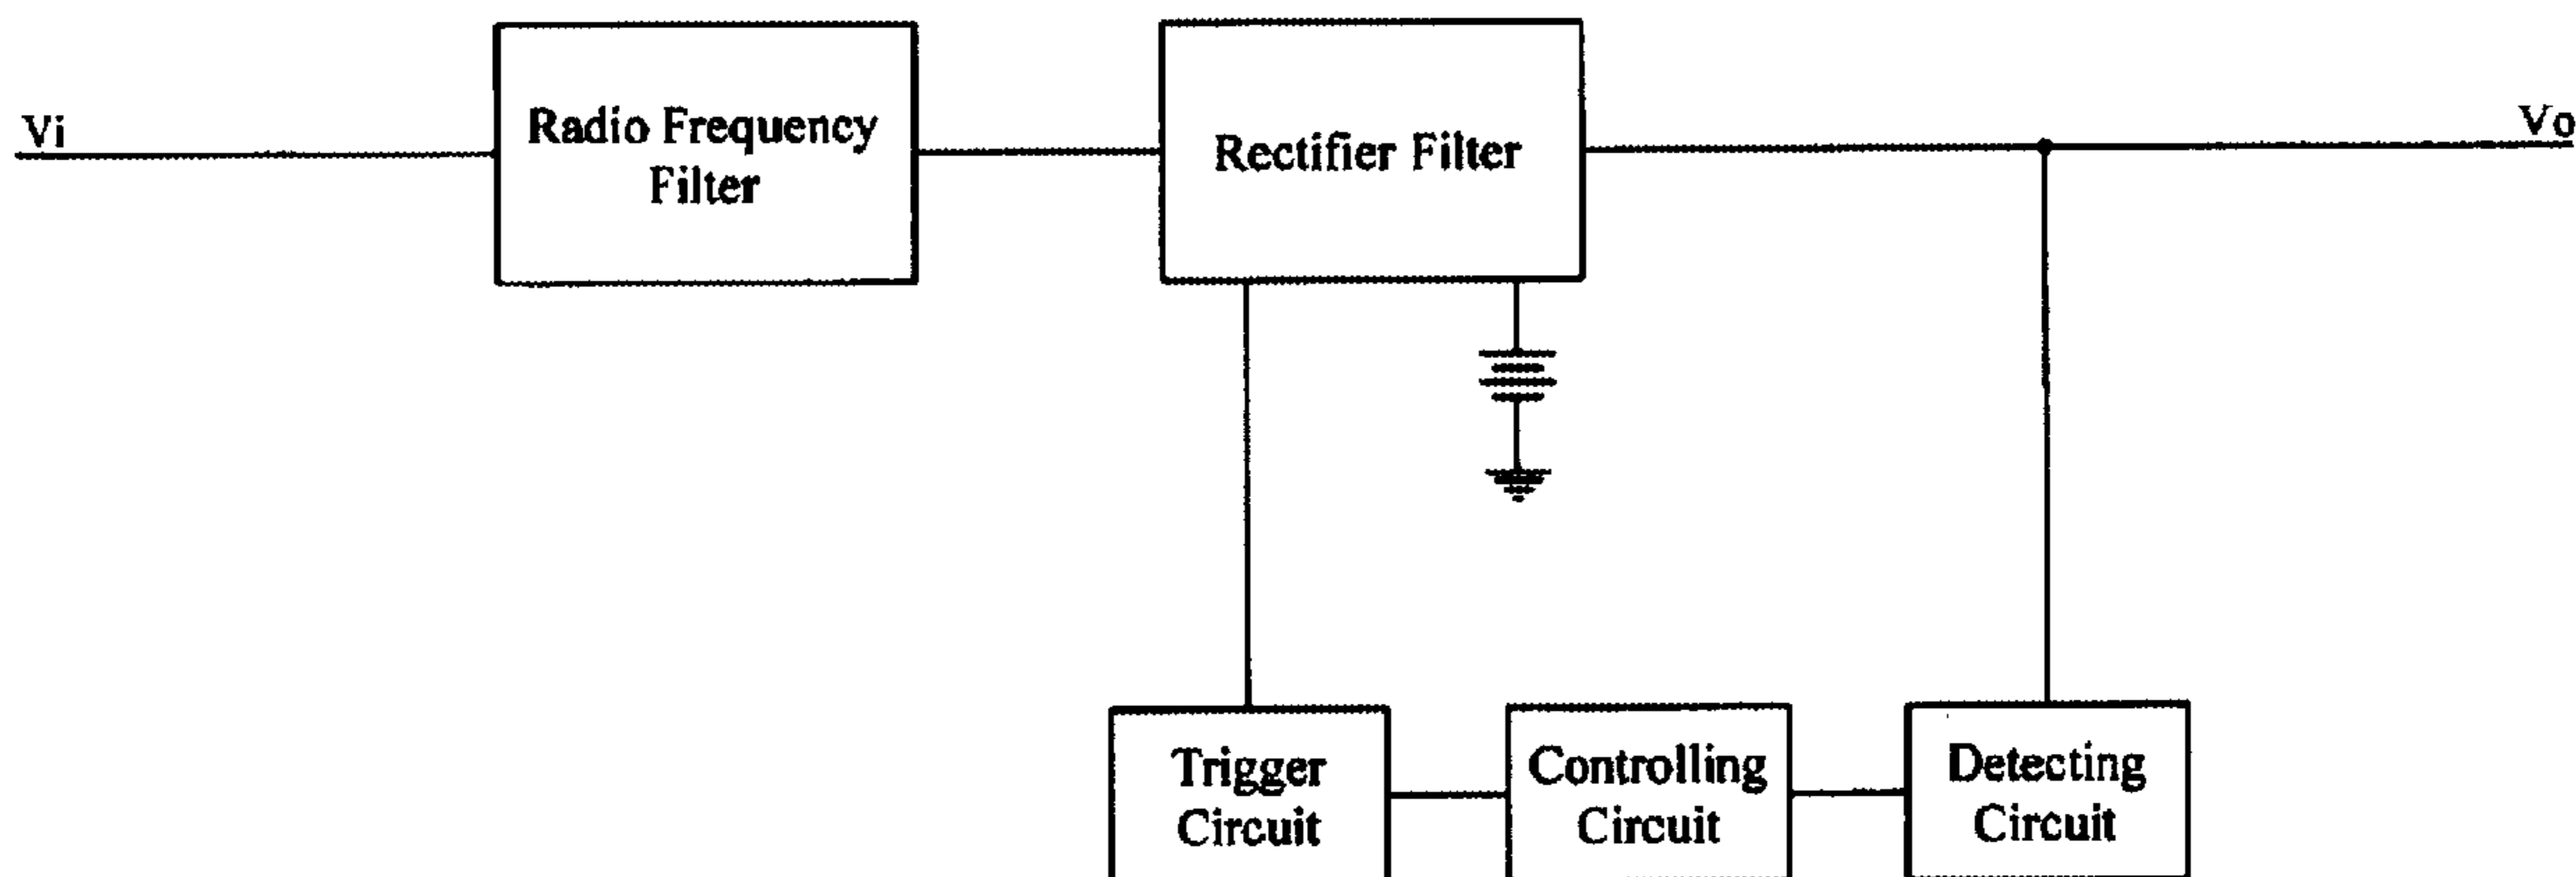 Vi
Radio Frequency
Filter
Rectifier Filter
Vo
Trigger
Circuit
Controlling
Circuit
Detecting
Circuit